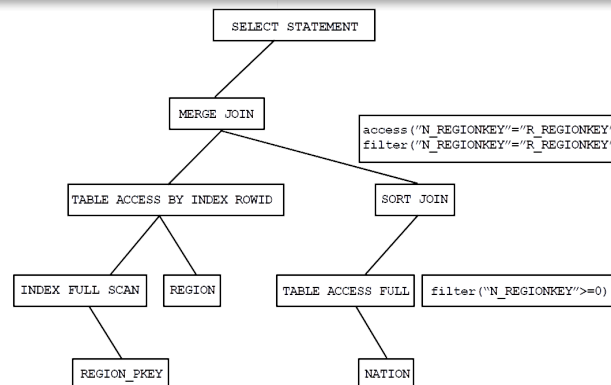 SELECT STATEMENT
MERGE JOIN
access("N_REGIONKEY"="R_REGIONKEY"
filter("N_REGIONKEY"="R_REGIONKEY"
TABLE ACCESS BY INDEX ROWID
SORT JOIN
INDEX FULL SCAN
REGION
TABLE ACCESS FULL
filter("N_REGIONKEY">=0)
REGION_PKEY
NATION